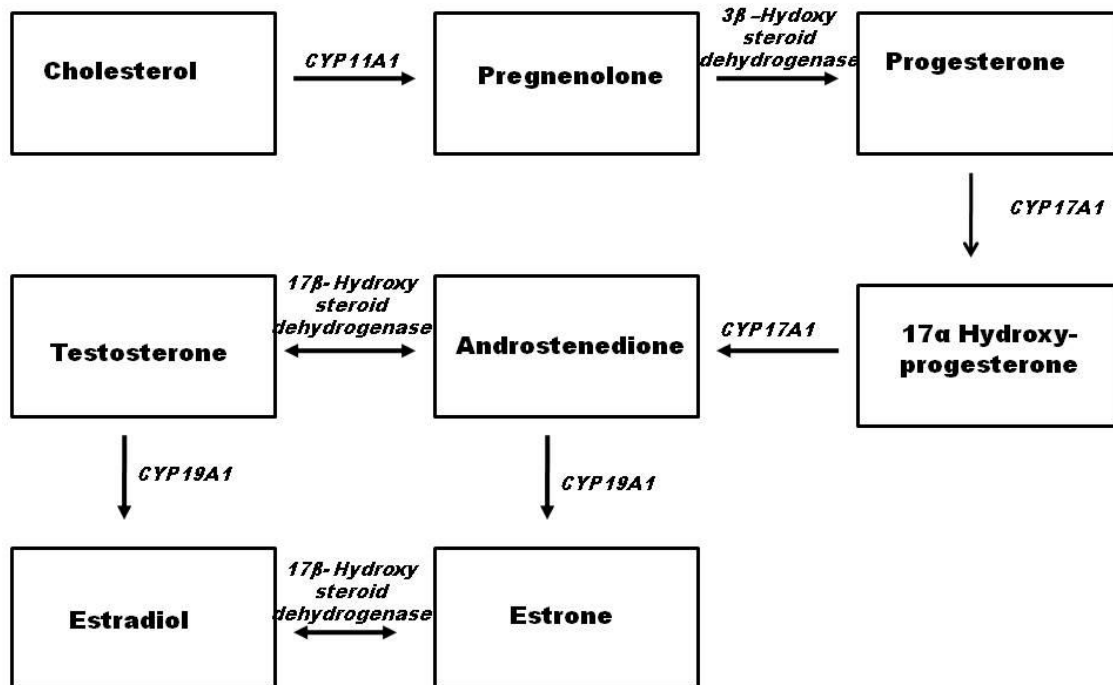 Cholesterol
CYP11A1
Pregnenolone
3β –Hydoxy
steroid
dehydrogenase
Progesterone
CYP17A1
Testosterone
17β- Hydroxy
steroid
dehydrogenase
Androstenedione
CYP17A1
17α Hydroxy-
progesterone
CYP19A1
CYP19A1
Estradiol
17β- Hydroxy
steroid
dehydrogenase
Estrone